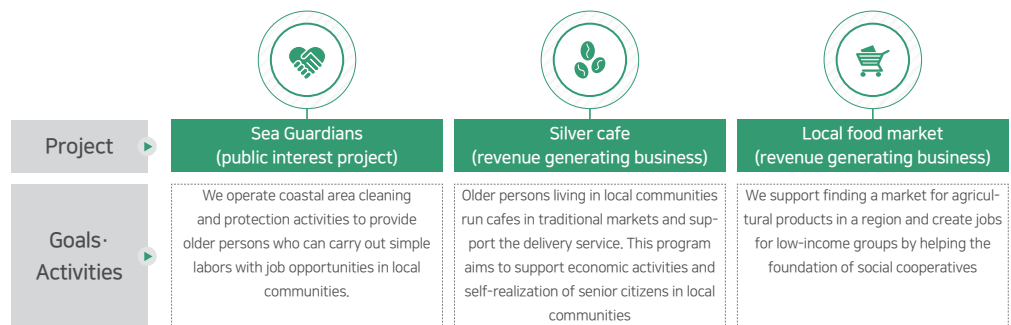 Project
Sea Guardians
(public interest project)
Silver cafe
(revenue generating business)
Local food market
(revenue generating business)
Goals·
Activities
We operate coastal area cleaning
and protection activities to provide
older persons who can carry out simple
labors with job opportunities in local
communities.
Older persons living in local communities
run cafes in traditional markets and sup-
port the delivery service. This program
aims to support economic activities and
self-realization of senior citizens in local
communities
We support finding a market for agricul-
tural products in a region and create jobs
for low-income groups by helping the
foundation of social cooperatives